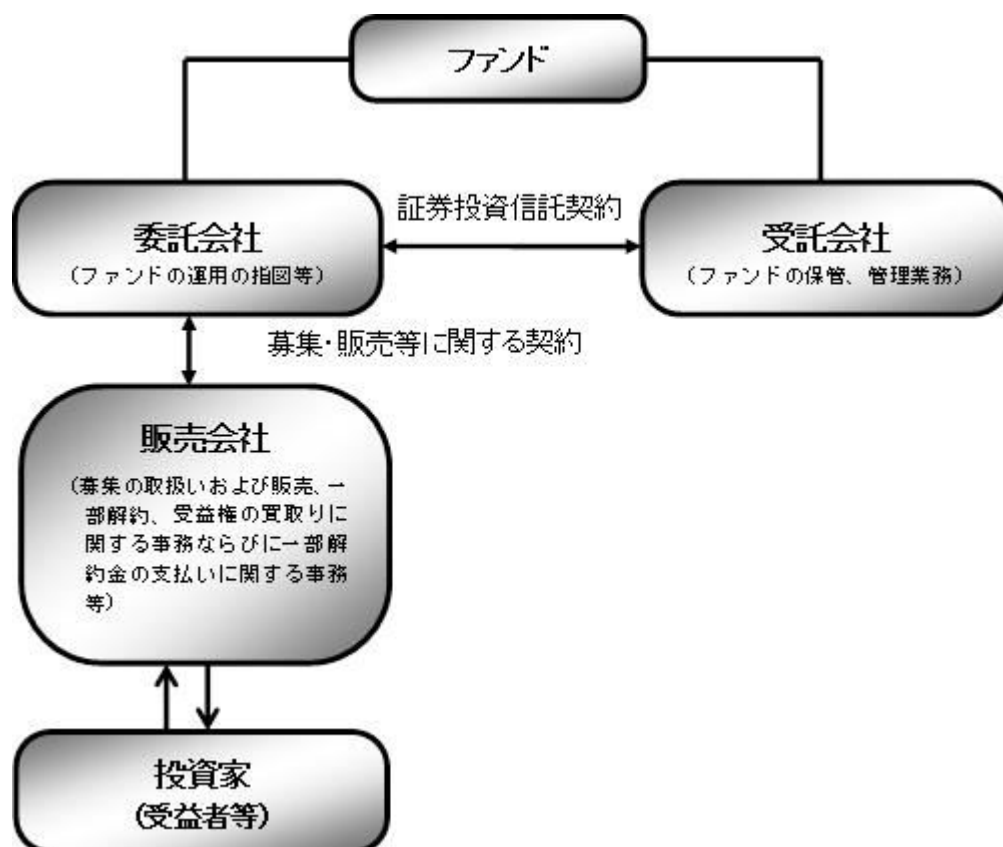 ファンド
証券投資信託契約
委託会社
(ファンドの運用の指図等)
受託会社
(ファンドの保管、管理業務)
募集・販売等に関する契約
販売会社
(募集の取扱いおよび販売、一
部解約、受益権の買取りに
関する事務ならびに一部解
約金の支払いに関する事務
等)
投資家
(受益者等)